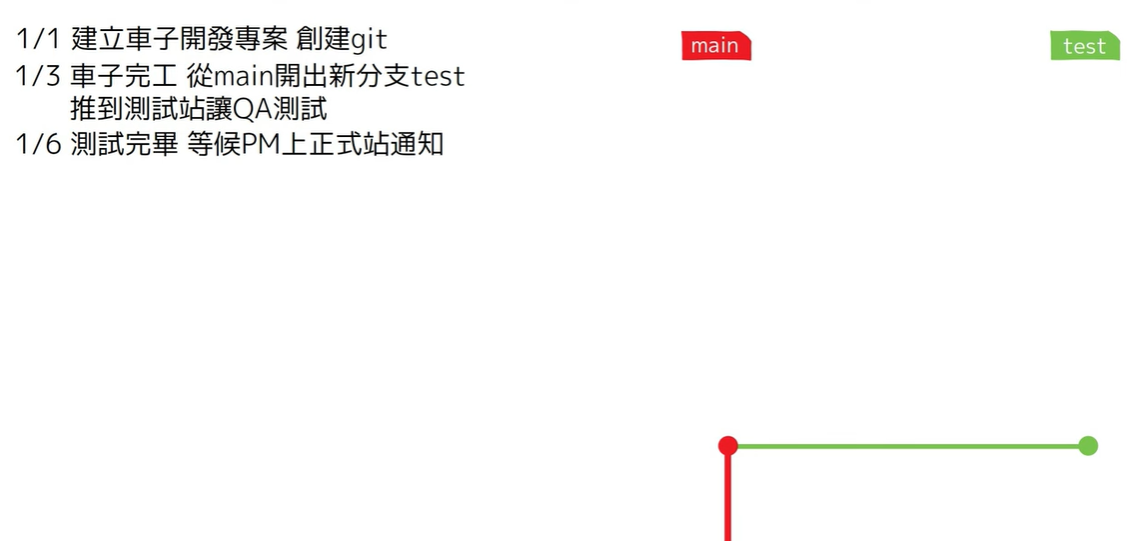 1/1 建立車子開發專案 創建git
1/3 車子完工 從main開出新分支test
推到測試站讓QA測試
1/6 測試完畢 等候PM上正式站通知
main
test